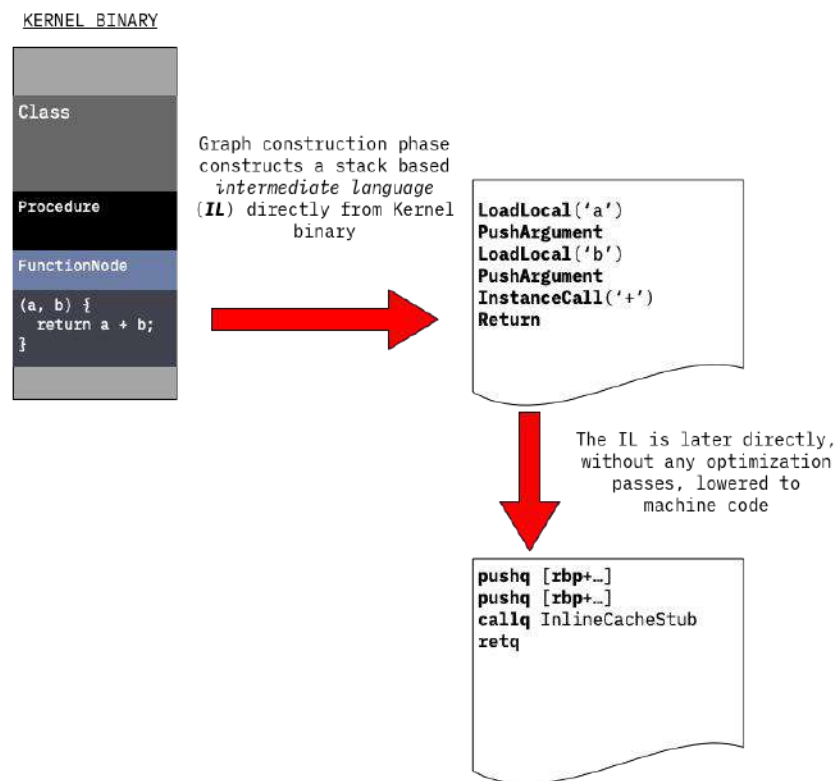 KERNEL BINARY
Class
Procedure
FunctionNode
(a, b) {
  return a + b;
}
Graph construction phase
constructs a stack based
intermediate language
(IL) directly from Kernel
binary
LoadLocal(‘a’)
PushArgument
LoadLocal(‘b’)
PushArgument
InstanceCall(‘+’)
Return
The IL is later directly,
without any optimization
passes, lowered to
machine code
pushq [rbp+…]
pushq [rbp+…]
callq InlineCacheStub
retq